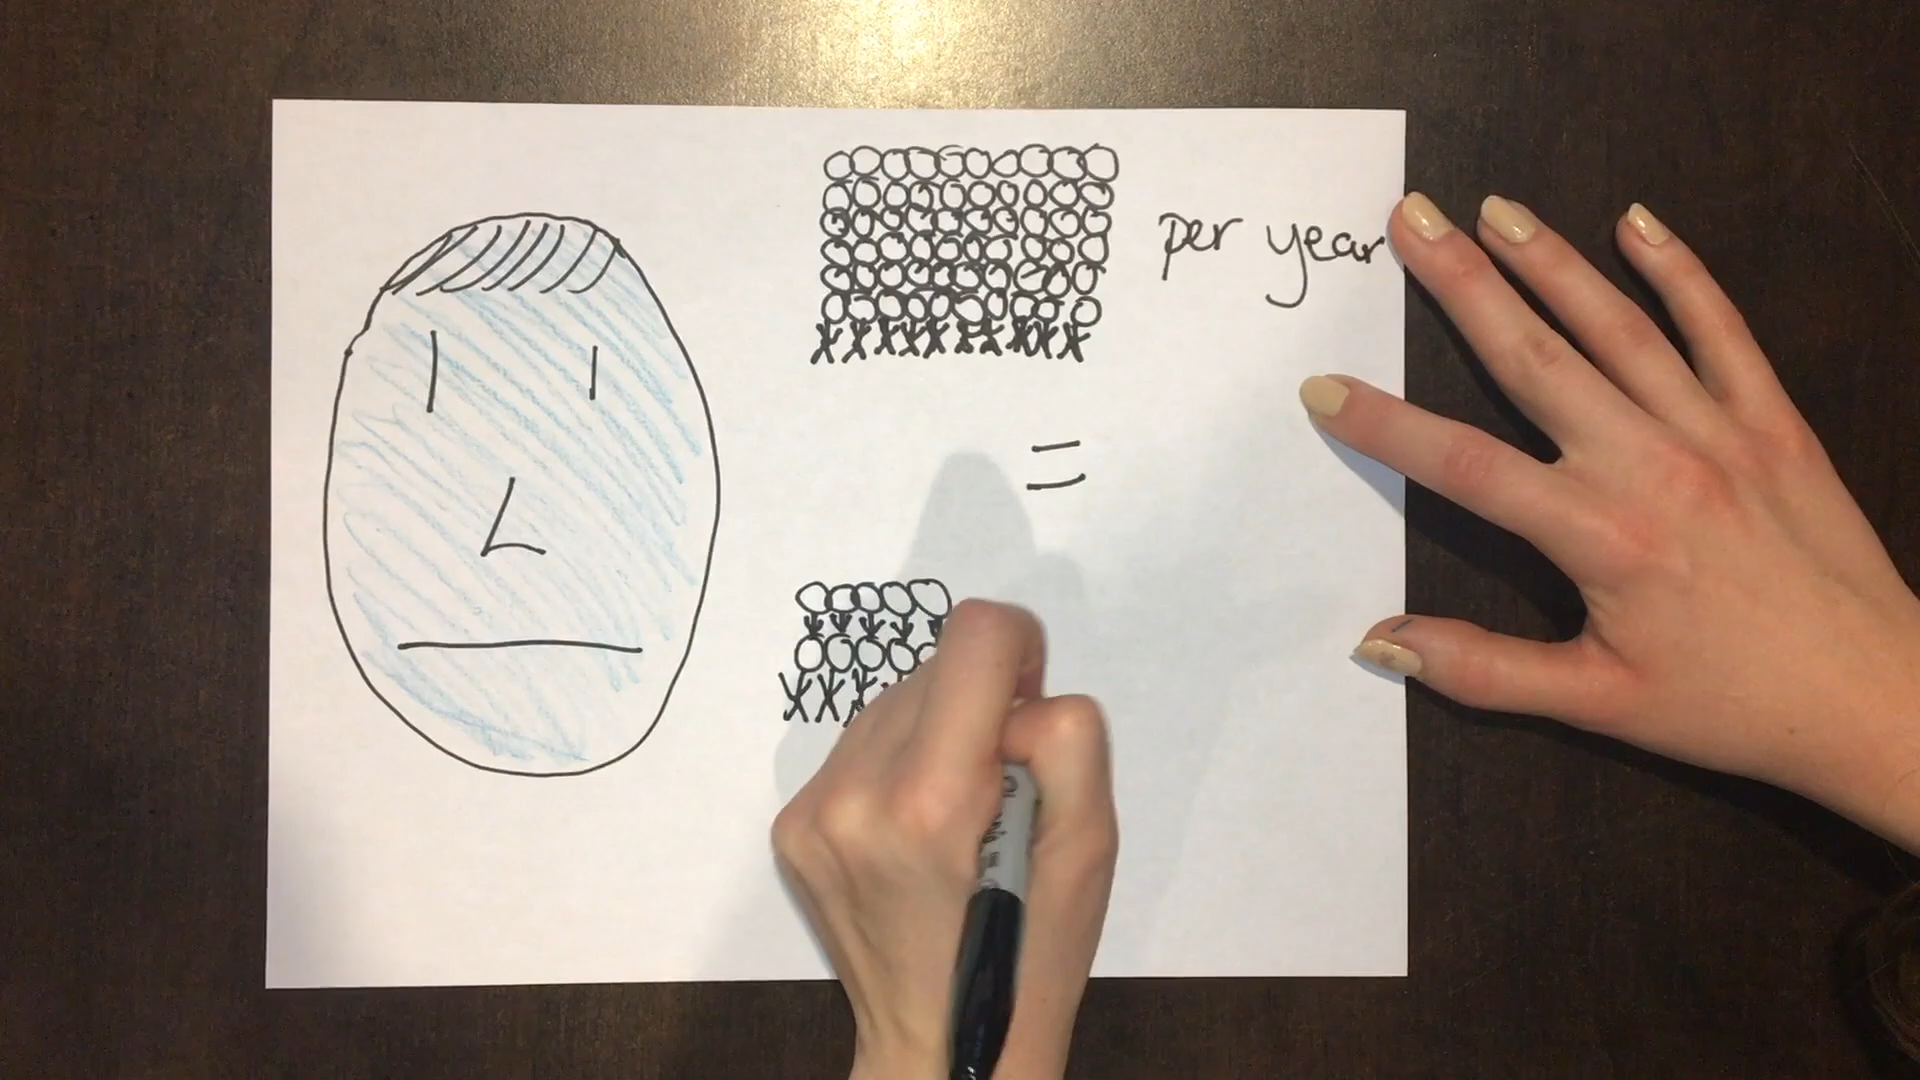 per year
=